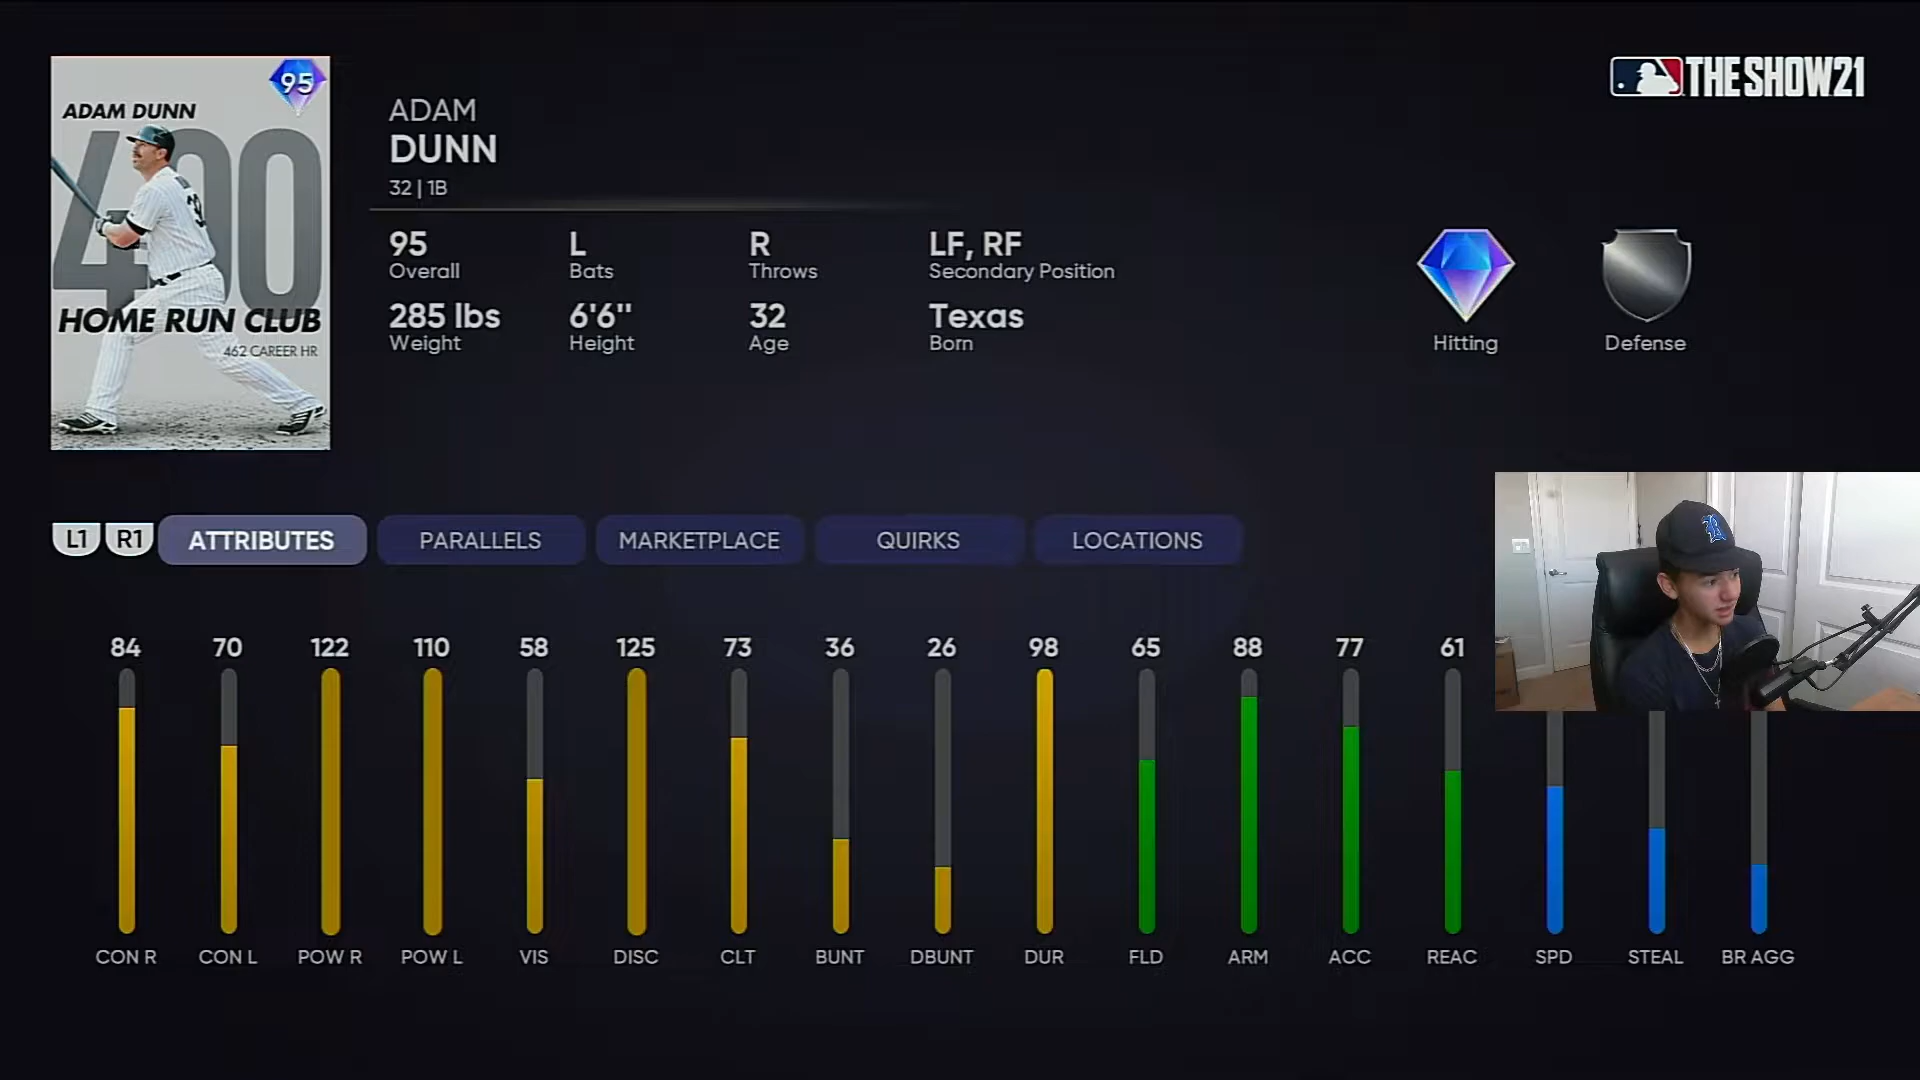 95
ADAM DUNN
400
HOME RUN CLUB
462 CAREER HR
ADAM
DUNN
32 | 1B
THE SHOW 21
95 L R LF, RF
Overall Bats Throws Secondary Position
285 lbs 6'6" 32 Texas
Weight Height Age Born
Hitting Defense
L1 R1 ATTRIBUTES PARALLELS MARKETPLACE QUIRKS LOCATIONS
84 70 122 110 58 125 73 36 26 98 65 88 77 61
CON R CON L POW R POW L VIS DISC CLT BUNT DBUNT DUR FLD ARM ACC REAC SPD STEAL BR AGG